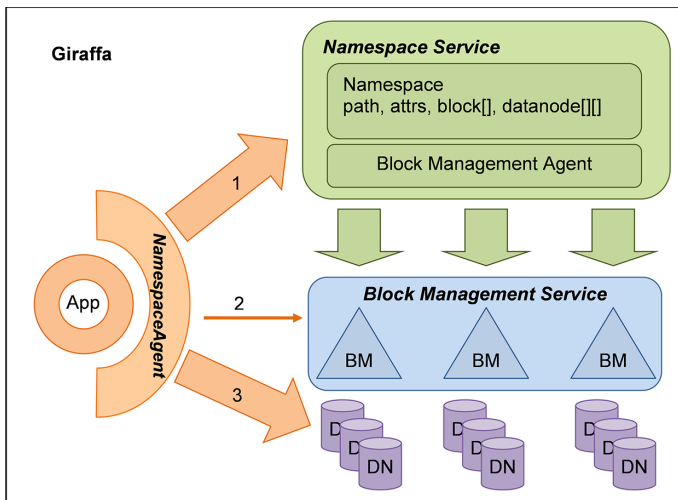 Giraffa
Namespace Service
Namespace
path, attrs, block[], datanode[][]
Block Management Agent
1
NamespaceAgent
App
2
Block Management Service
BM
BM
BM
3
D
D
DN
D
D
DN
D
D
DN